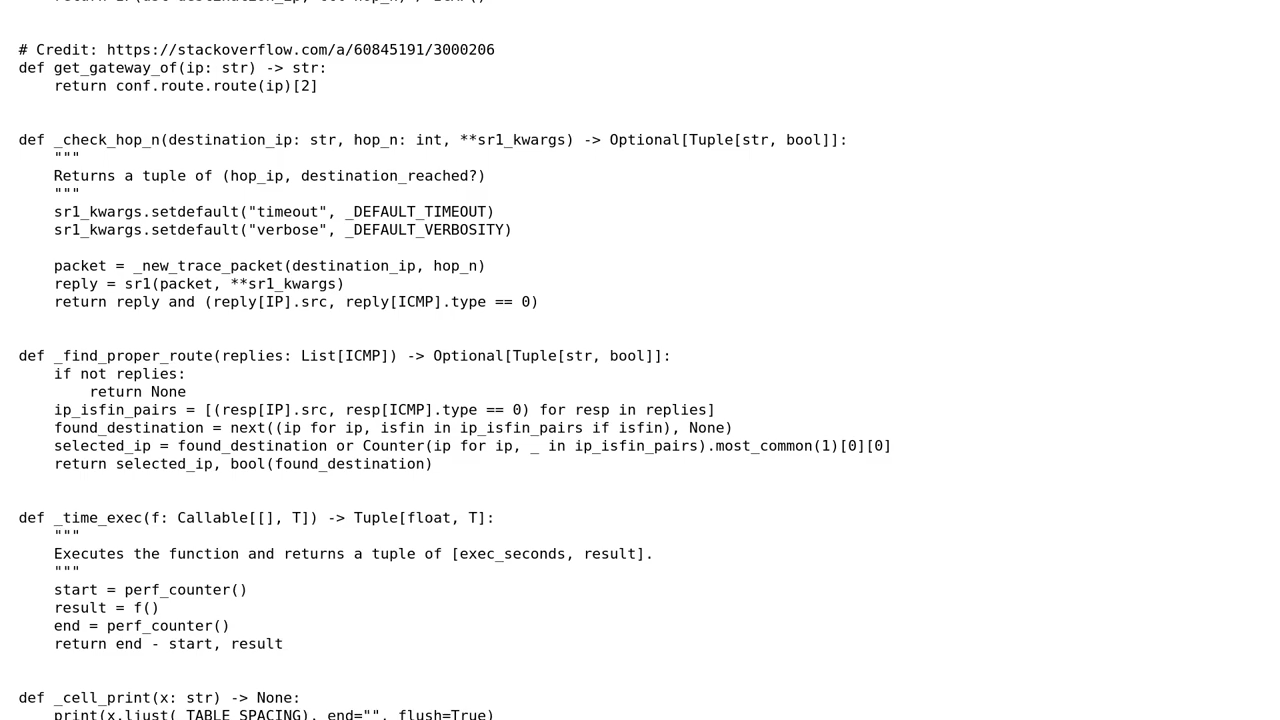 # Credit: https://stackoverflow.com/a/60845191/3000206
def get_gateway_of(ip: str) -> str:
    return conf.route.route(ip)[2]


def _check_hop_n(destination_ip: str, hop_n: int, **sr1_kwargs) -> Optional[Tuple[str, bool]]:
    """
    Returns a tuple of (hop_ip, destination_reached?)
    """
    sr1_kwargs.setdefault("timeout", _DEFAULT_TIMEOUT)
    sr1_kwargs.setdefault("verbose", _DEFAULT_VERBOSITY)

    packet = _new_trace_packet(destination_ip, hop_n)
    reply = sr1(packet, **sr1_kwargs)
    return reply and (reply[IP].src, reply[ICMP].type == 0)


def _find_proper_route(replies: List[ICMP]) -> Optional[Tuple[str, bool]]:
    if not replies:
        return None
    ip_isfin_pairs = [(resp[IP].src, resp[ICMP].type == 0) for resp in replies]
    found_destination = next((ip for ip, isfin in ip_isfin_pairs if isfin), None)
    selected_ip = found_destination or Counter(ip for ip, _ in ip_isfin_pairs).most_common(1)[0][0]
    return selected_ip, bool(found_destination)


def _time_exec(f: Callable[[], T]) -> Tuple[float, T]:
    """
    Executes the function and returns a tuple of [exec_seconds, result].
    """
    start = perf_counter()
    result = f()
    end = perf_counter()
    return end - start, result


def _cell_print(x: str) -> None:
    print(x.ljust(_TABLE_SPACING), end="", flush=True)